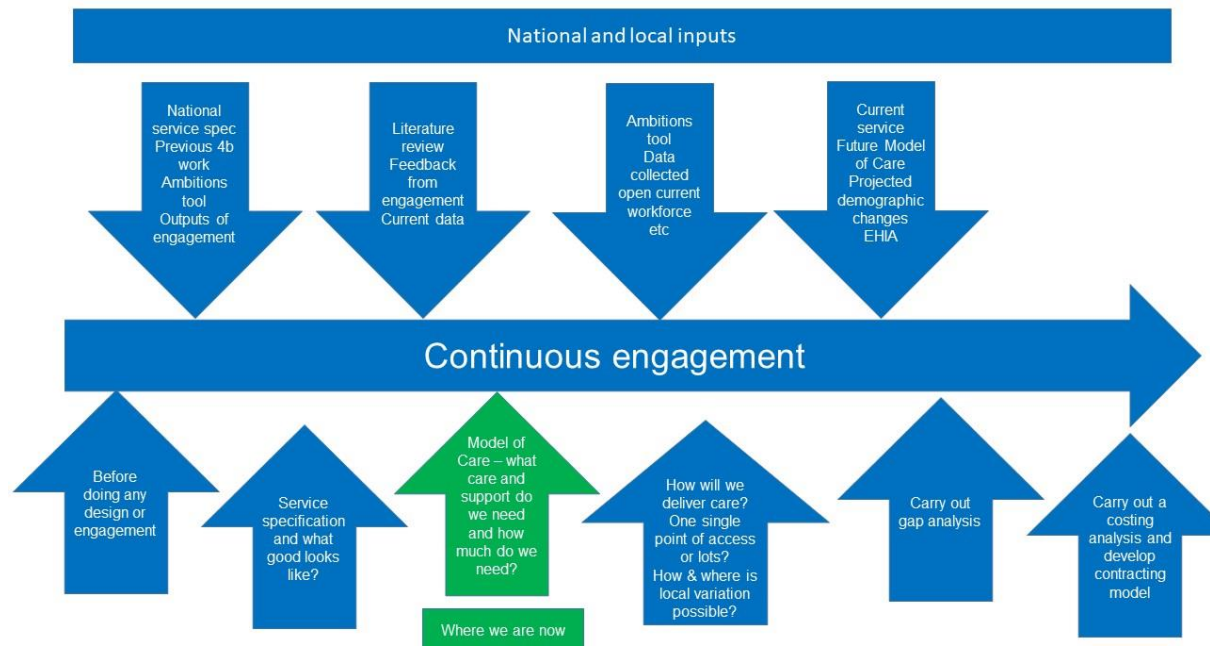 National and local inputs
National
service spec
Previous 4b
work
Ambitions
tool
Outputs of
engagement
Literature
review
Feedback
from
engagement
Current data
Ambitions
tool
Data
collected
open current
workforce
etc
Current
service
Future Model
of Care
Projected
demographic
changes
EHIA
Continuous engagement
Before
doing any
design or
engagement
Service
specification
and what
good looks
like?
Model of
Care – what
care and
support do
we need
and how
much do we
need?
Where we are now
How will we
deliver care?
One single
point of access
or lots?
How & where is
local variation
possible?
Carry out
gap analysis
Carry out a
costing
analysis and
develop
contracting
model